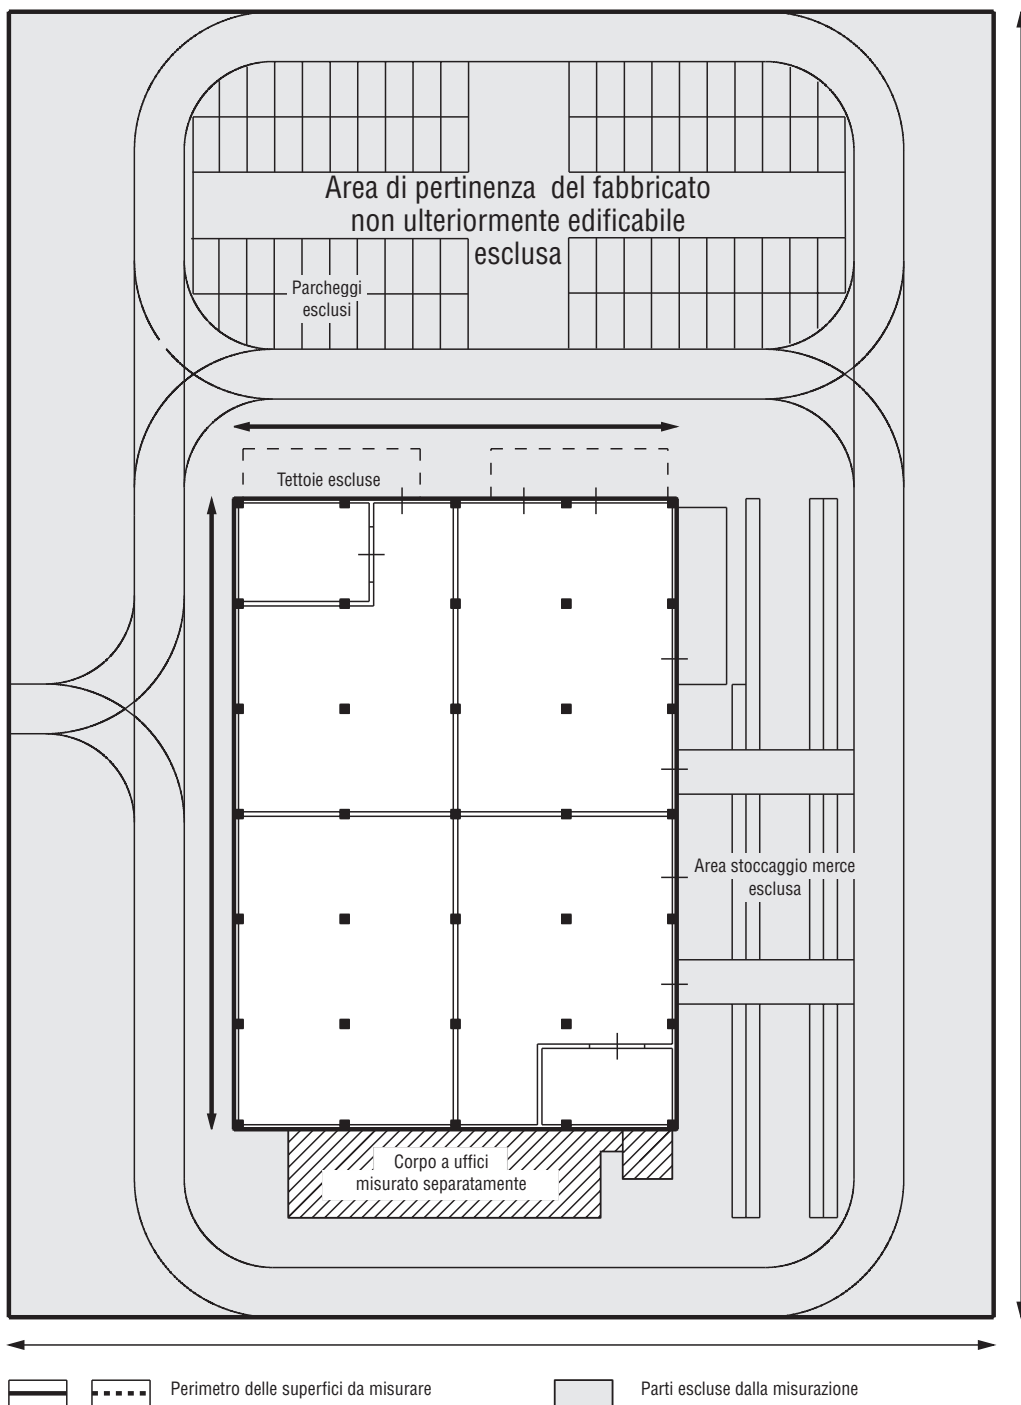 Area di pertinenza del fabbricato
non ulteriormente edificabile
esclusa
Parcheggi
esclusi
Tettoie escluse
Area stoccaggio merce
esclusa
Corpo a uffici
misurato separatamente
Perimetro delle superfici da misurare
Parti escluse dalla misurazione